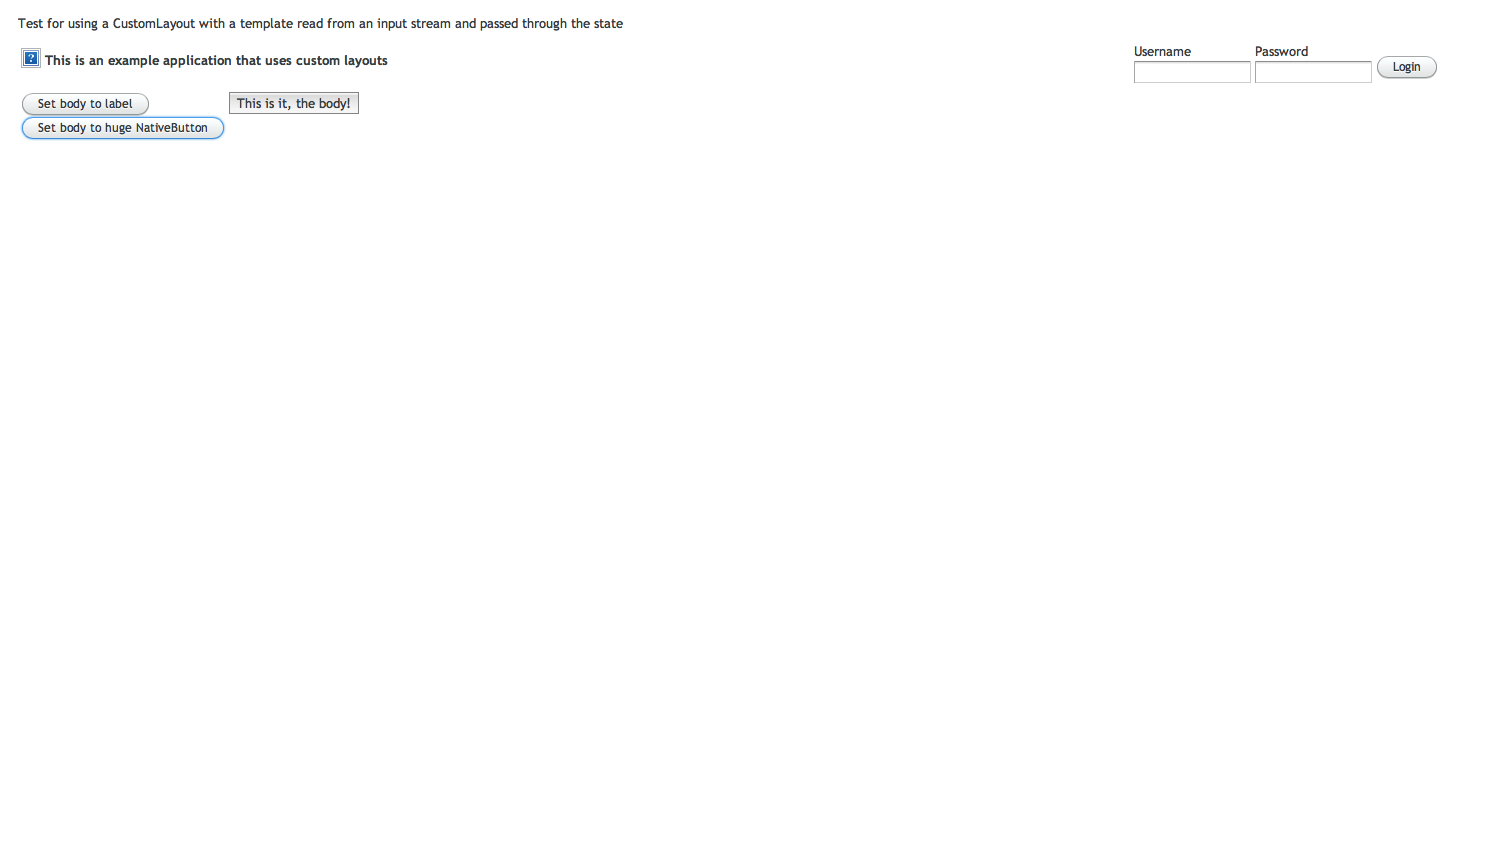 Test for using a CustomLayout with a template read from an input stream and passed through the state
? This is an example application that uses custom layouts
Username Password
Login
Set body to label
This is it, the body!
Set body to huge NativeButton